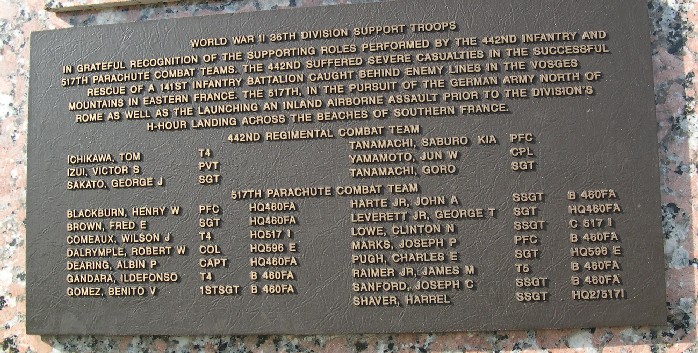 WORLD WAR II 36TH DIVISION SUPPORT TROOPS
IN GRATEFUL RECOGNITION OF THE SUPPORTING ROLES PERFORMED BY THE 442ND INFANTRY AND
517TH PARACHUTE COMBAT TEAMS. THE 442ND SUFFERED SEVERE CASUALTIES IN THE SUCCESSFUL
RESCUE OF A 141ST INFANTRY BATTALION CAUGHT BEHIND ENEMY LINES IN THE VOSGES
MOUNTAINS IN EASTERN FRANCE. THE 517TH, IN THE PURSUIT OF THE GERMAN ARMY NORTH OF
ROME AS WELL AS THE LAUNCHING AN INLAND AIRBORNE ASSAULT PRIOR TO THE DIVISION'S
H-HOUR LANDING ACROSS THE BEACHES OF SOUTHERN FRANCE.
442ND REGIMENTAL COMBAT TEAM
ICHIKAWA, TOM T4
IZUI, VICTOR S PVT
SAKATO, GEORGE J SGT
TANAMACHI, SABURO KIA PFC
YAMAMOTO, JUN W CPL
TANAMACHI, GORO SGT
517TH PARACHUTE COMBAT TEAM
BLACKBURN, HENRY W PFC HQ460FA
BROWN, FRED E SGT HQ460FA
COMEAUX, WILSON J T4 HQ517 I
DALRYMPLE, ROBERT W COL HQ596 E
DEARING, ALBIN P CAPT HQ460FA
GANDARA, ILDEFONSO T4 B 460FA
GOMEZ, BENITO V 1STSGT B 460FA
HARTE JR, JOHN A SSGT B 460FA
LEVERETT JR, GEORGE T SGT HQ460FA
LOWE, CLINTON N SSGT C 517 I
MARKS, JOSEPH P PFC B 460FA
PUGH, CHARLES E SGT HQ596 E
RAIMER JR, JAMES M T5 B 460FA
SANFORD, JOSEPH C SSGT B 460FA
SHAVER, HARREL SSGT HQ2/517I